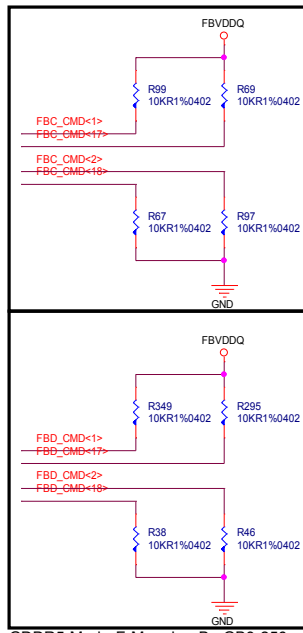 FBVDDQ
R99
10KR1%0402
R69
10KR1%0402
FBC_CMD<1>
FBC_CMD<17>
FBC_CMD<2>
FBC_CMD<18>
R67
10KR1%0402
R97
10KR1%0402
GND
FBVDDQ
R349
10KR1%0402
R295
10KR1%0402
FBD_CMD<1>
FBD_CMD<17>
FBD_CMD<2>
FBD_CMD<18>
R38
10KR1%0402
R46
10KR1%0402
GND